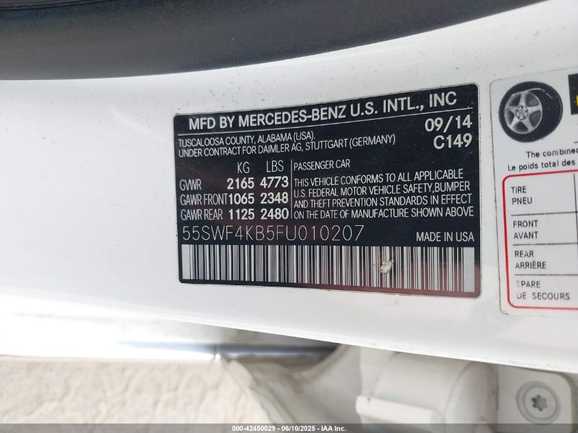 MFD BY MERCEDES-BENZ U.S. INTL., INC
TUSCALOOSA COUNTY, ALABAMA (USA). 09/14
UNDER CONTRACT FOR DAIMLER AG, STUTTGART (GERMANY) C149
KG LBS PASSENGER CAR
GVWR 2165 4773 THIS VEHICLE CONFORMS TO ALL APPLICABLE
GAWR FRONT 1065 2348 U.S. FEDERAL MOTOR VEHICLE SAFETY, BUMPER
GAWR REAR 1125 2480 AND THEFT PREVENTION STANDARDS IN EFFECT
ON THE DATE OF MANUFACTURE SHOWN ABOVE.
55SWF4KB5FU010207 MADE IN USA
The combined
Le poids total des
TIRE
PNEU
FRONT
AVANT
REAR
ARRIÈRE
SPARE
DE SECOURS
000-42450029 - 06/10/2025 - IAA, Inc.